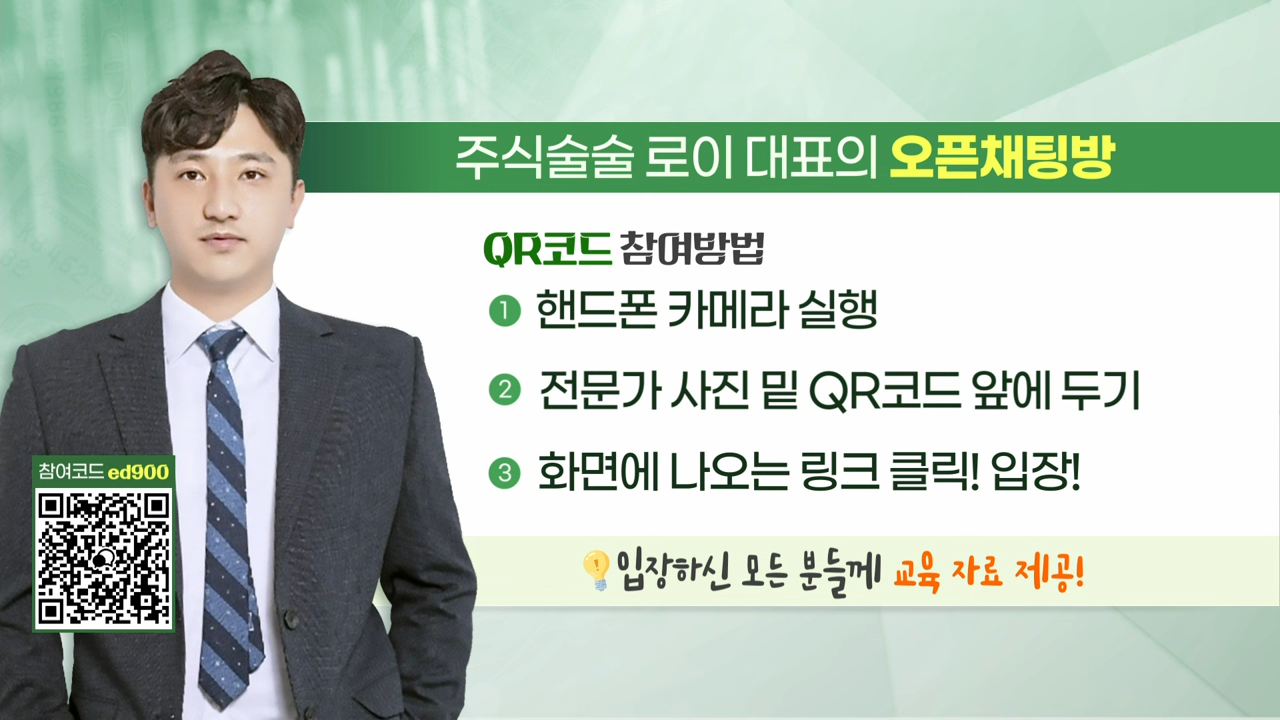 주식술술 로이 대표의 오픈채팅방
QR코드 참여방법
1 핸드폰 카메라 실행
2 전문가 사진 밑 QR코드 앞에 두기
3 화면에 나오는 링크 클릭! 입장!
입장하신 모든 분들께 교육 자료 제공!
참여코드 ed900